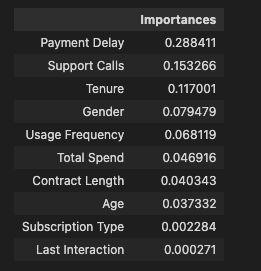 Importances
Payment Delay 0.288411
Support Calls 0.153266
Tenure 0.117001
Gender 0.079479
Usage Frequency 0.068119
Total Spend 0.046916
Contract Length 0.040343
Age 0.037332
Subscription Type 0.002284
Last Interaction 0.000271